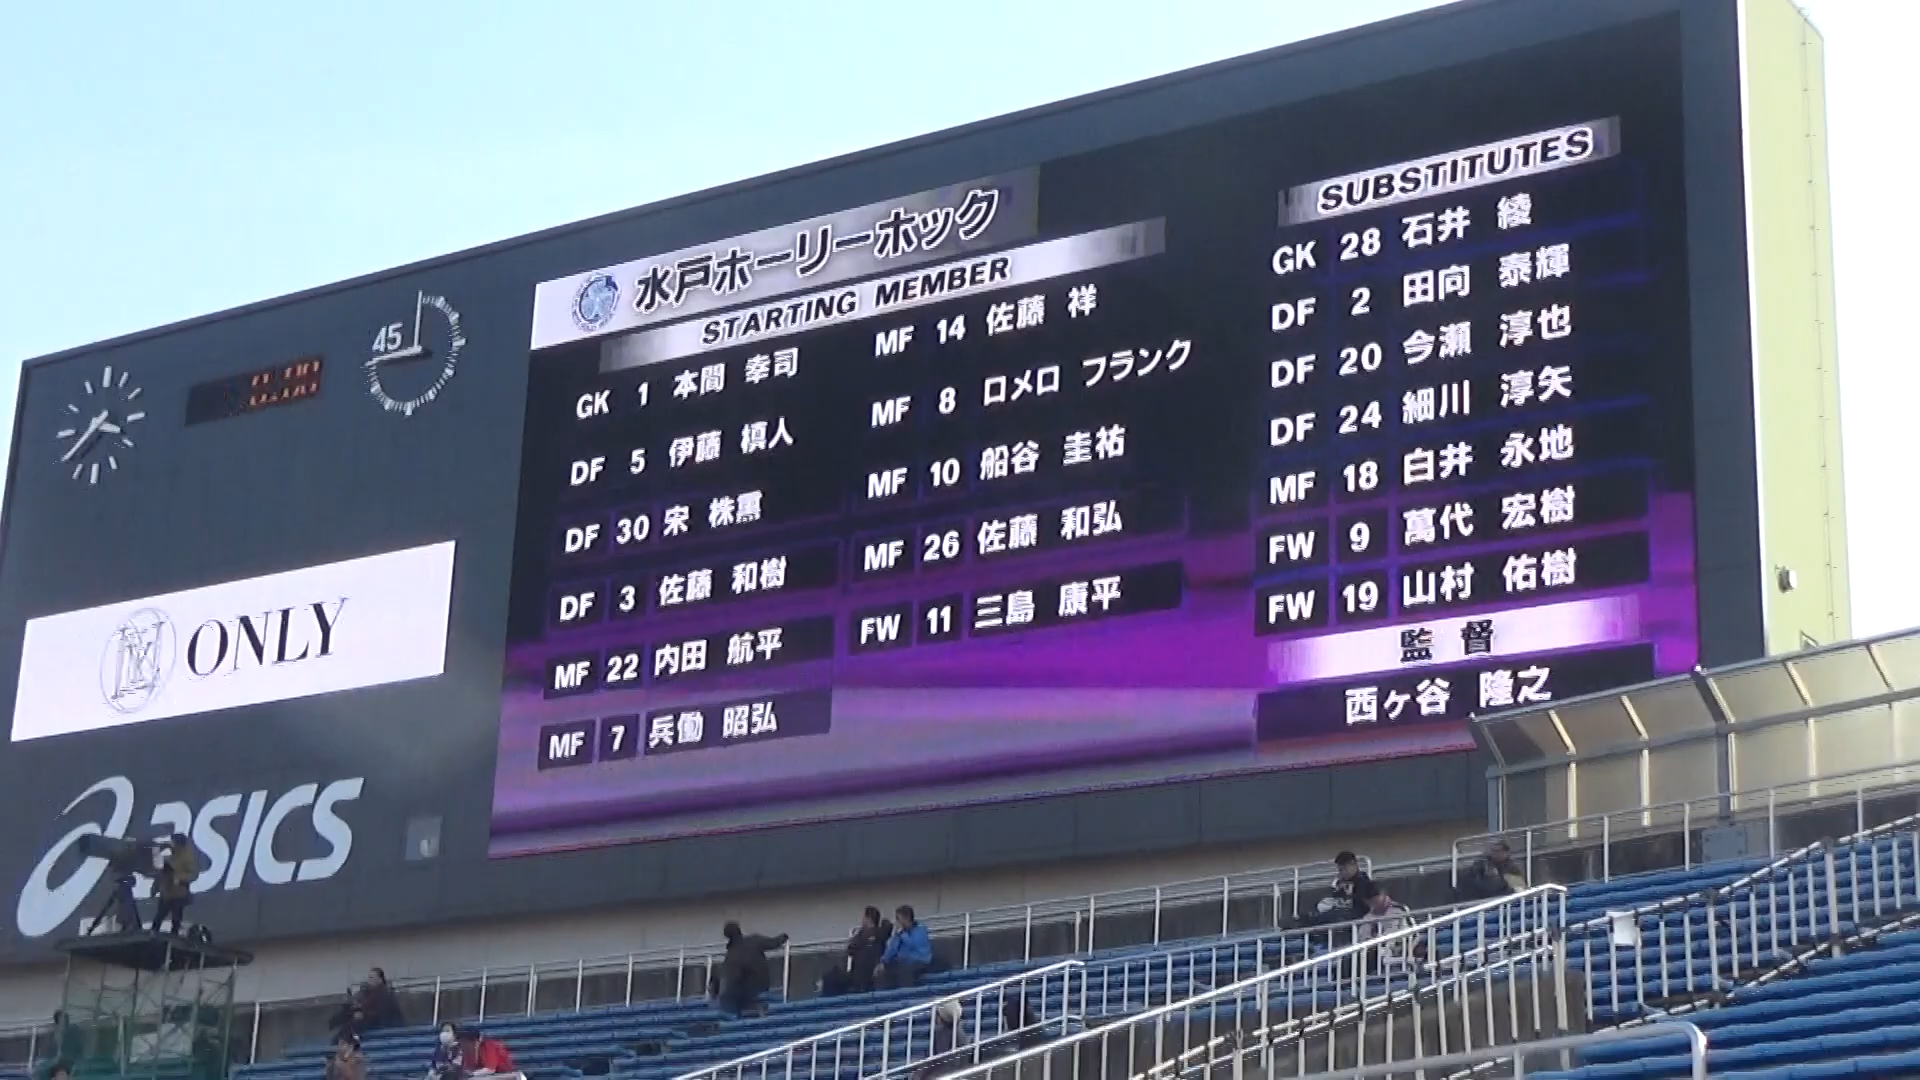 水戸ホーリーホック
STARTING MEMBER
GK 1 本間 幸司
DF 5 伊藤 槙人
DF 30 宋 株熏
DF 3 佐藤 和樹
MF 22 内田 航平
MF 7 兵働 昭弘
MF 14 佐藤 祥
MF 8 ロメロ フランク
MF 10 船谷 圭祐
MF 26 佐藤 和弘
FW 11 三島 康平
SUBSTITUTES
GK 28 石井 綾
DF 2 田向 泰輝
DF 20 今瀬 淳也
DF 24 細川 淳矢
MF 18 白井 永地
FW 9 萬代 宏樹
FW 19 山村 佑樹
監 督
西ヶ谷 隆之
45
ONLY
asics